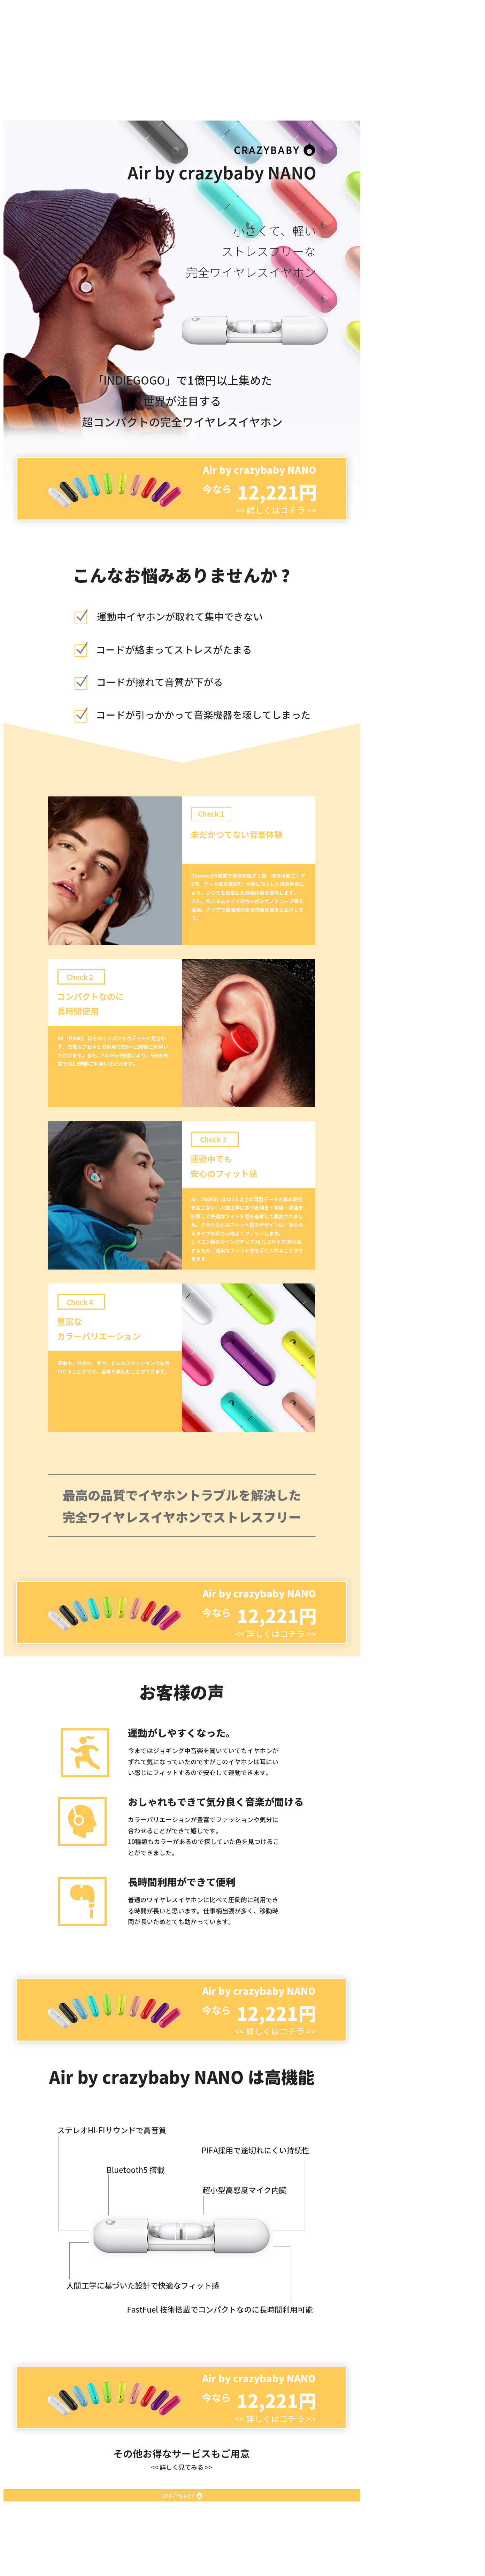 CRAZYBABY
Air by crazybaby NANO
小さくて、軽い
ストレスフリーな
完全ワイヤレスイヤホン
「INDIEGOGO」で1億円以上集めた
世界が注目する
超コンパクトの完全ワイヤレスイヤホン
Air by crazybaby NANO
今なら 12,221円
<< 詳しくはコチラ >>
こんなお悩みありませんか？
運動中イヤホンが取れて集中できない
コードが絡まってストレスがたまる
コードが擦れて音質が下がる
コードが引っかかって音楽機器を壊してしまった
Check 1
未だかつてない音楽体験
Check 2
コンパクトなのに
長時間使用
Check 3
運動中でも
安心のフィット感
Check 4
豊富な
カラーバリエーション
最高の品質でイヤホントラブルを解決した
完全ワイヤレスイヤホンでストレスフリー
Air by crazybaby NANO
今なら 12,221円
<< 詳しくはコチラ >>
お客様の声
運動がしやすくなった。
今まではジョギング中音楽を聞いていてもイヤホンが
ずれて気になっていたのですがこのイヤホンは耳にい
い感じにフィットするので安心して運動できます。
おしゃれもできて気分良く音楽が聞ける
カラーバリエーションが豊富でファッションや気分に
合わせることができて嬉しです。
10種類もカラーがあるので探していた色を見つけるこ
とができました。
長時間利用ができて便利
普通のワイヤレスイヤホンに比べて圧倒的に利用でき
る時間が長いと思います。仕事柄出張が多く、移動時
間が長いためとても助かっています。
Air by crazybaby NANO
今なら 12,221円
<< 詳しくはコチラ >>
Air by crazybaby NANO は高機能
ステレオHI-FIサウンドで高音質
PIFA採用で途切れにくい持続性
Bluetooth5 搭載
超小型高感度マイク内臓
人間工学に基づいた設計で快適なフィット感
FastFuel 技術搭載でコンパクトなのに長時間利用可能
Air by crazybaby NANO
今なら 12,221円
<< 詳しくはコチラ >>
その他お得なサービスもご用意
<< 詳しく見てみる >>
CRAZYBABY